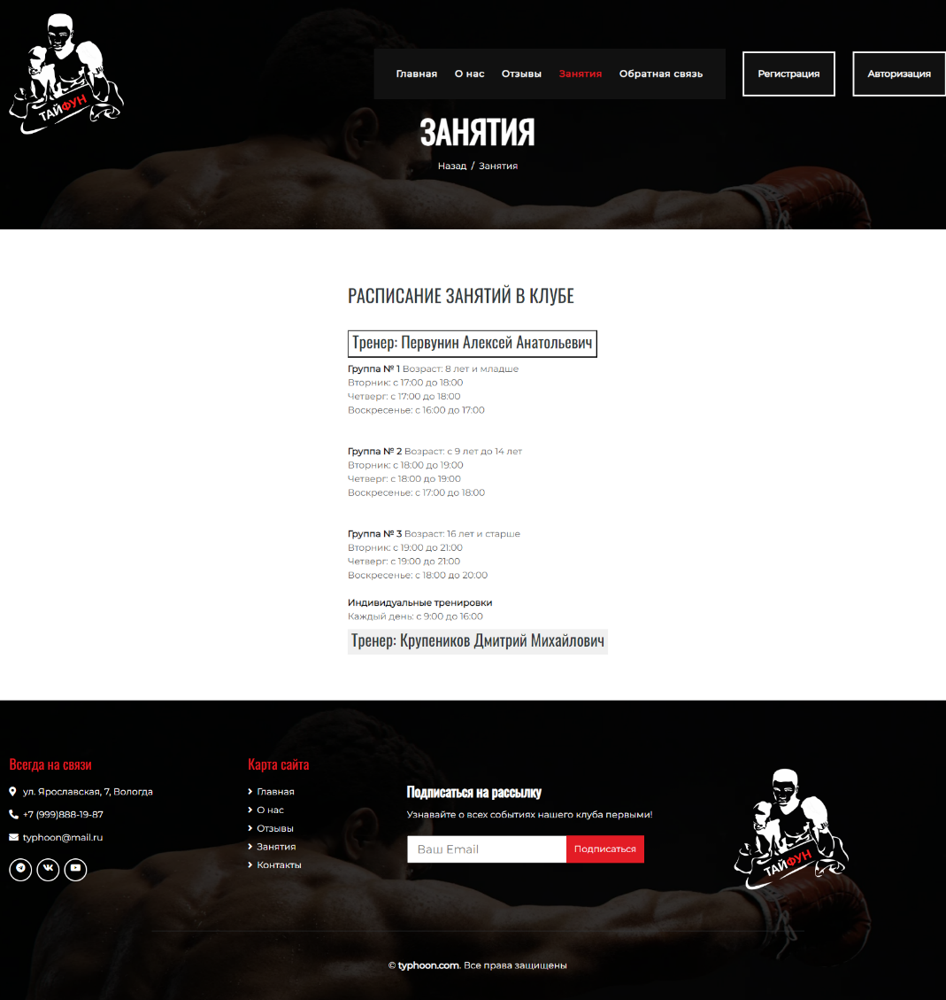 ТАЙФУН
Главная О нас Отзывы Занятия Обратная связь Регистрация Авторизация
ЗАНЯТИЯ
Назад / Занятия
РАСПИСАНИЕ ЗАНЯТИЙ В КЛУБЕ
Тренер: Первунин Алексей Анатольевич
Группа № 1 Возраст: 8 лет и младше
Вторник: с 17:00 до 18:00
Четверг: с 17:00 до 18:00
Воскресенье: с 16:00 до 17:00
Группа № 2 Возраст: с 9 лет до 14 лет
Вторник: с 18:00 до 19:00
Четверг: с 18:00 до 19:00
Воскресенье: с 17:00 до 18:00
Группа № 3 Возраст: 16 лет и старше
Вторник: с 19:00 до 21:00
Четверг: с 19:00 до 21:00
Воскресенье: с 18:00 до 20:00
Индивидуальные тренировки
Каждый день: с 9:00 до 16:00
Тренер: Крупеников Дмитрий Михайлович
Всегда на связи
ул. Ярославская, 7, Вологда
+7 (999)888-19-87
typhoon@mail.ru
Карта сайта
Главная
О нас
Отзывы
Занятия
Контакты
Подписаться на рассылку
Узнавайте о всех событиях нашего клуба первыми!
Ваш Email Подписаться
ТАЙФУН
© typhoon.com. Все права защищены